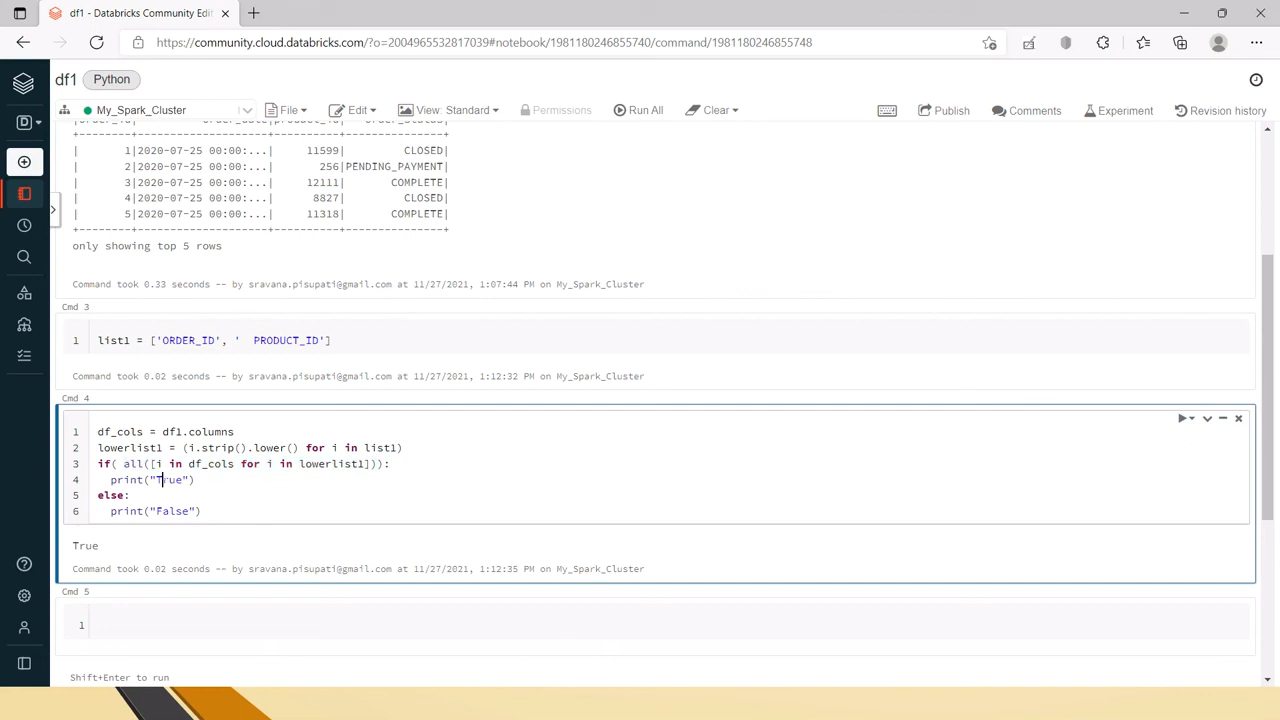 df1 - Databricks Community Edit
https://community.cloud.databricks.com/?o=2004965532817039#notebook/1981180246855740/command/1981180246855748
df1 Python
My_Spark_Cluster File Edit View: Standard Permissions Run All Clear Publish Comments Experiment Revision history
D
+--------+--------------------+----------+---------------+
| 1|2020-07-25 00:00:...| 11599| CLOSED|
| 2|2020-07-25 00:00:...| 256|PENDING_PAYMENT|
| 3|2020-07-25 00:00:...| 12111| COMPLETE|
| 4|2020-07-25 00:00:...| 8827| CLOSED|
| 5|2020-07-25 00:00:...| 11318| COMPLETE|
+--------+--------------------+----------+---------------+
only showing top 5 rows
Command took 0.33 seconds -- by sravana.pisupati@gmail.com at 11/27/2021, 1:07:44 PM on My_Spark_Cluster
Cmd 3
1 list1 = ['ORDER_ID', '  PRODUCT_ID']
Command took 0.02 seconds -- by sravana.pisupati@gmail.com at 11/27/2021, 1:12:32 PM on My_Spark_Cluster
Cmd 4
1 df_cols = df1.columns
2 lowerlist1 = (i.strip().lower() for i in list1)
3 if( all([i in df_cols for i in lowerlist1])):
4   print("True")
5 else:
6   print("False")
True
Command took 0.02 seconds -- by sravana.pisupati@gmail.com at 11/27/2021, 1:12:35 PM on My_Spark_Cluster
Cmd 5
1
Shift+Enter to run